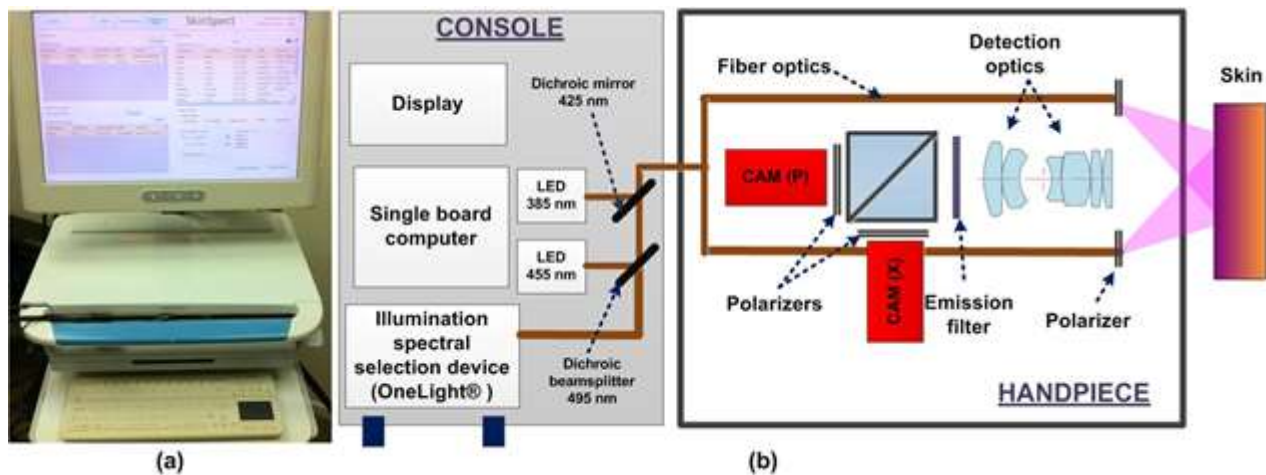 SkinSpect
CONSOLE
Display
Dichroic mirror
425 nm
Single board
computer
LED
385 nm
LED
455 nm
Illumination
spectral
selection device
(OneLight® )
Dichroic
beamsplitter
495 nm
Fiber optics
Detection
optics
Skin
CAM (P)
CAM (X)
Polarizers
Emission
filter
Polarizer
HANDPIECE
(a)
(b)